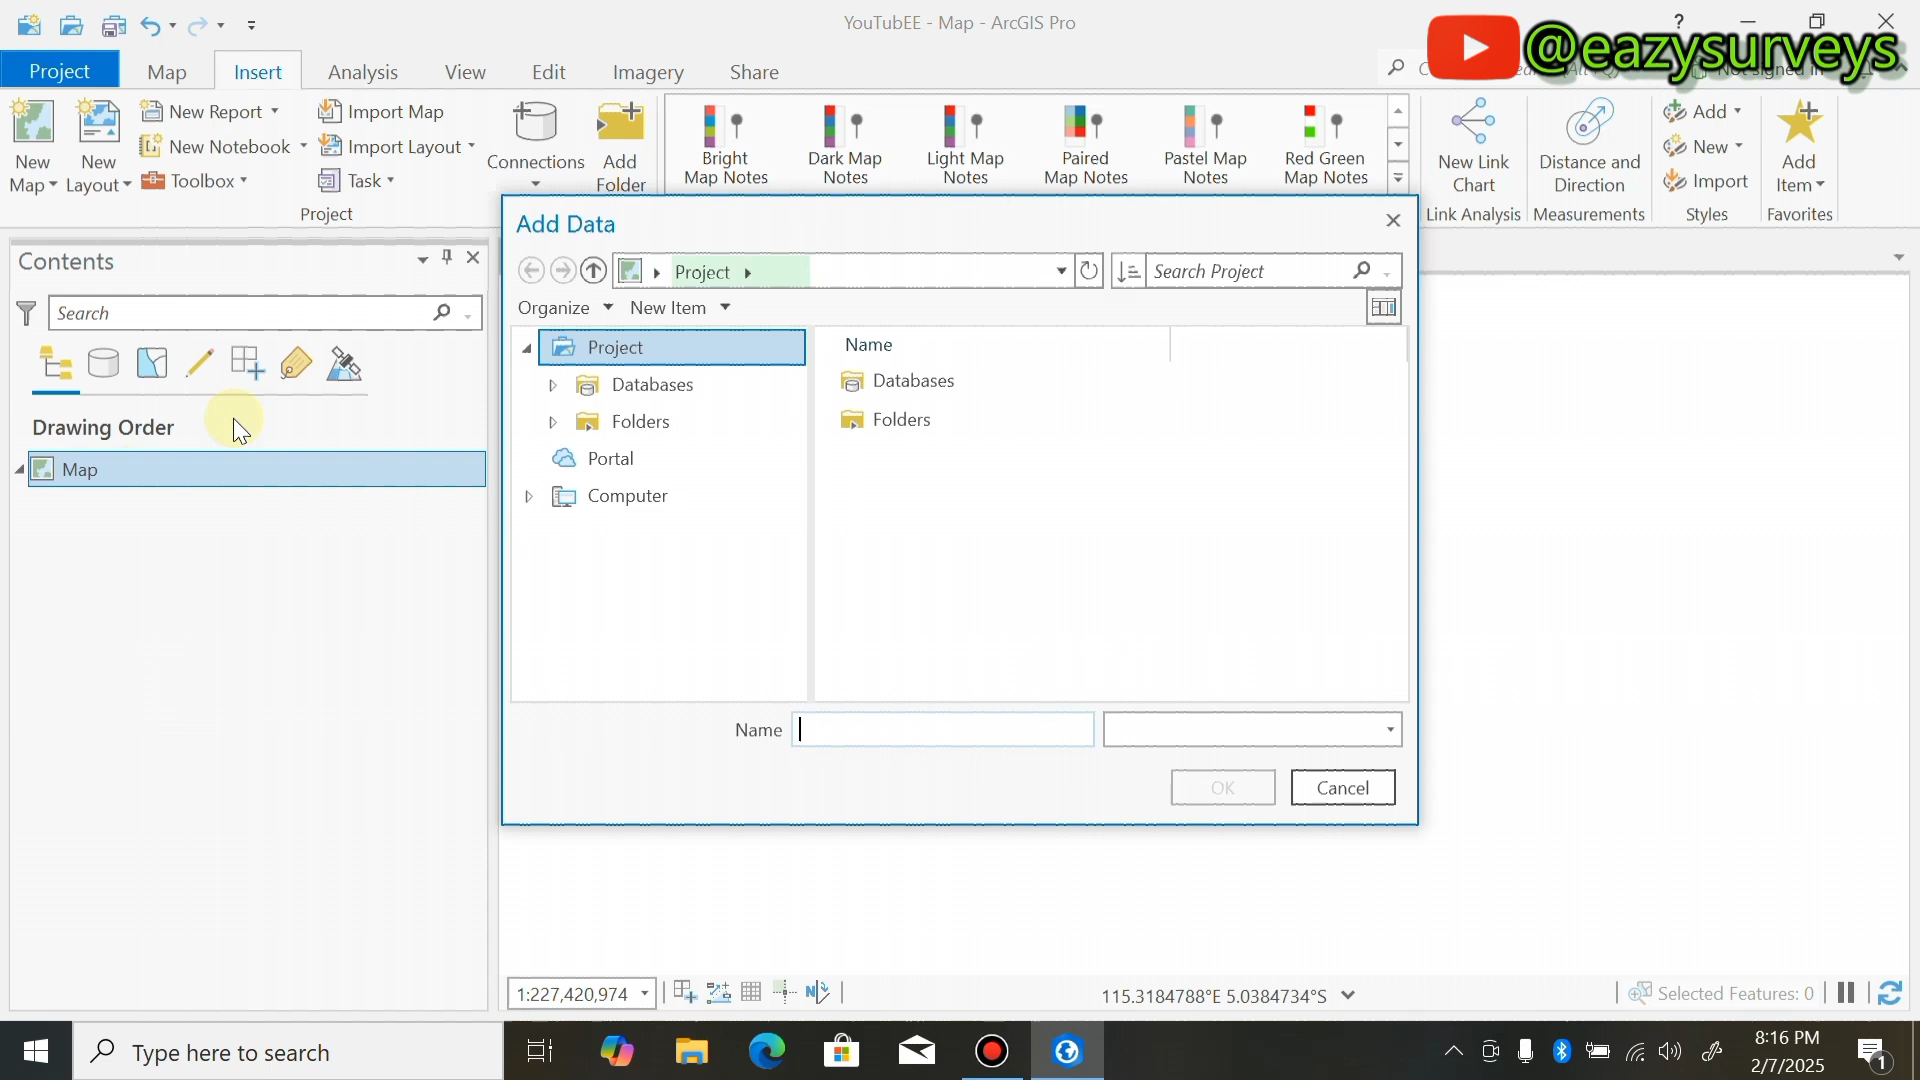 YouTubEE - Map - ArcGIS Pro
?
@eazysurveys
Project
Map
Insert
Analysis
View
Edit
Imagery
Share
Not signed in
New Map
New Layout
New Report
New Notebook
Toolbox
Import Map
Import Layout
Task
Project
Connections
Add Folder
Bright Map Notes
Dark Map Notes
Light Map Notes
Paired Map Notes
Pastel Map Notes
Red Green Map Notes
New Link Chart
Link Analysis
Distance and Direction
Measurements
Add
New
Import
Styles
Add Item
Favorites
Contents
Search
Drawing Order
Map
Add Data
Project
Search Project
Organize
New Item
Project
Databases
Folders
Portal
Computer
Name
Databases
Folders
Name
OK
Cancel
1:227,420,974
115.3184788°E 5.0384734°S
Selected Features: 0
Type here to search
8:16 PM
2/7/2025
1